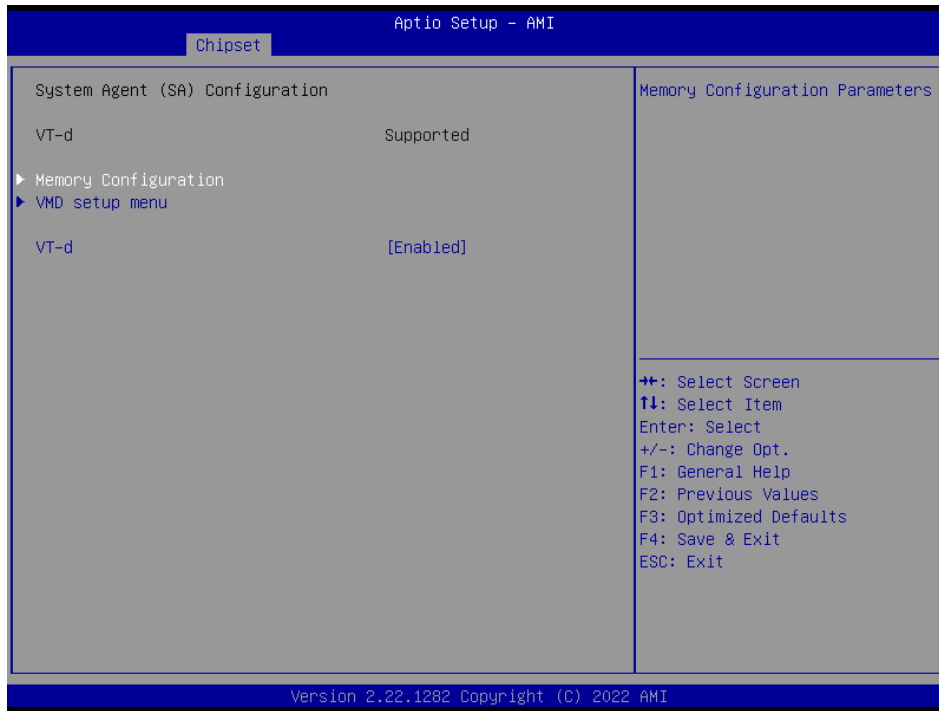 Aptio Setup – AMI
Chipset
System Agent (SA) Configuration
VT-d Supported
Memory Configuration
VMD setup menu
VT-d [Enabled]
Memory Configuration Parameters
→←: Select Screen
↑↓: Select Item
Enter: Select
+/-: Change Opt.
F1: General Help
F2: Previous Values
F3: Optimized Defaults
F4: Save & Exit
ESC: Exit
Version 2.22.1282 Copyright (C) 2022 AMI